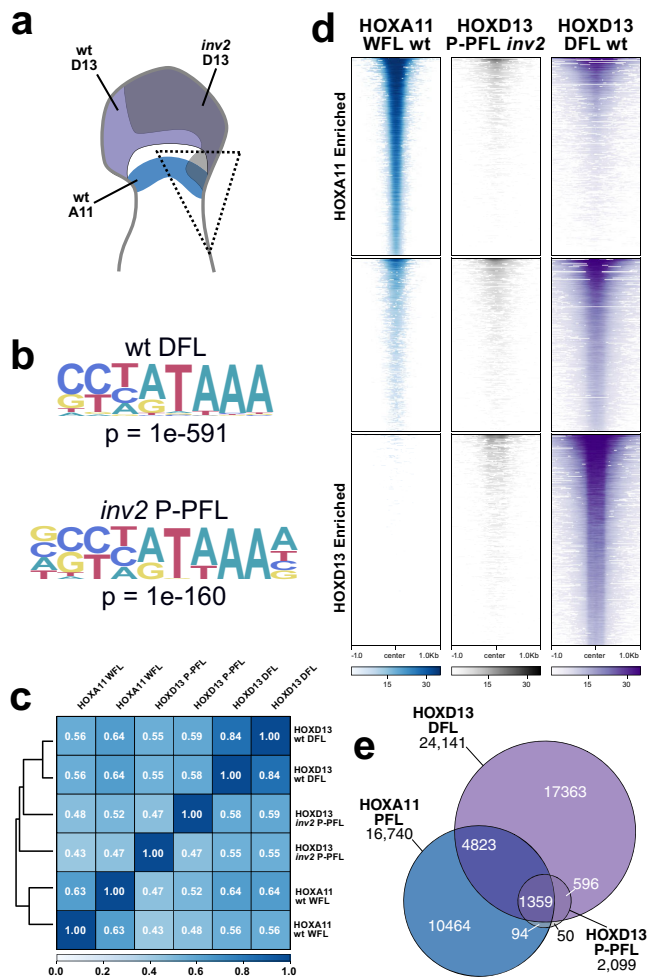 a
wt
D13
inv2
D13
wt
A11
b
wt DFL
CCTATAAA
p = 1e-591
inv2 P-PFL
GCCTATAAAA
p = 1e-160
c
HOXA11 WFL
HOXA11 WFL
HOXD13 P-PFL
HOXD13 P-PFL
HOXD13 DFL
HOXD13 DFL
0.56 0.64 0.55 0.59 0.84 1.00
HOXD13
wt DFL
0.56 0.64 0.55 0.58 1.00 0.84
HOXD13
wt DFL
0.48 0.52 0.47 1.00 0.58 0.59
HOXD13
inv2 P-PFL
0.43 0.47 1.00 0.47 0.55 0.55
HOXD13
inv2 P-PFL
0.63 1.00 0.47 0.52 0.64 0.64
HOXA11
wt WFL
1.00 0.63 0.43 0.48 0.56 0.56
HOXA11
wt WFL
0.0 0.2 0.4 0.6 0.8 1.0
d
HOXA11
WFL wt
HOXD13
P-PFL inv2
HOXD13
DFL wt
HOXA11 Enriched
HOXD13 Enriched
-1.0 center 1.0Kb
-1.0 center 1.0Kb
-1.0 center 1.0Kb
15 30
15 30
15 30
e
HOXD13
DFL
24,141
HOXA11
PFL
16,740
17363
4823
596
1359
10464
94
50
HOXD13
P-PFL
2,099